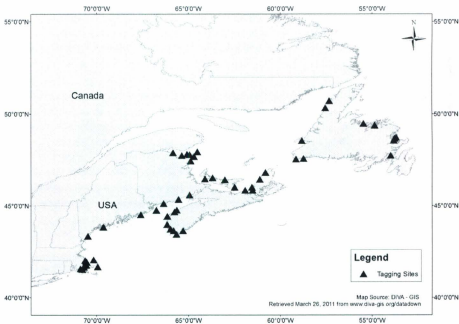 70°0'0"W 65°0'0"W 60°0'0"W 55°0'0"W
55°0'0"N 55°0'0"N
N
Canada
50°0'0"N 50°0'0"N
USA
45°0'0"N 45°0'0"N
Legend
Tagging Sites
Map Source: DIVA - GIS
Retrieved March 26, 2011 from www.diva-gis org/datadown
40°0'0"N 40°0'0"N
70°0'0"W 65°0'0"W 60°0'0"W 55°0'0"W